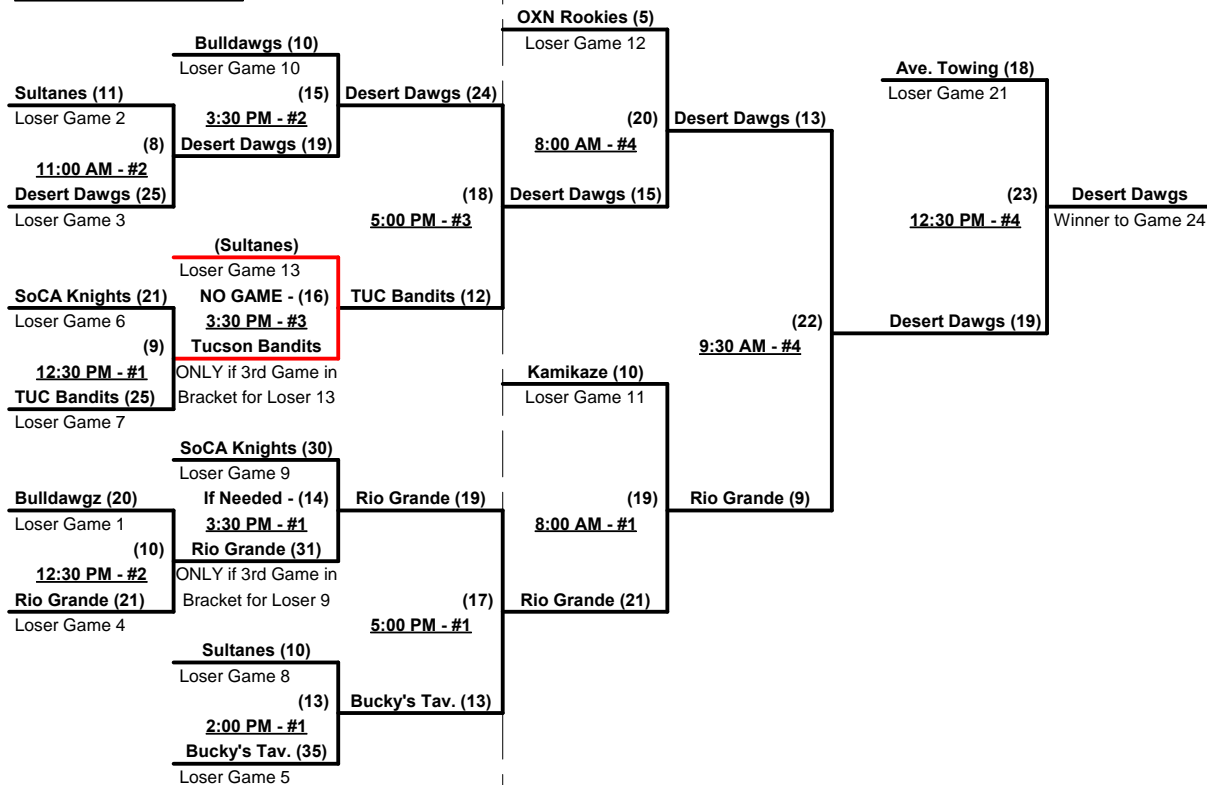 OXN Rookies (5)
Loser Game 12
Bulldawgs (10)
Loser Game 10
Ave. Towing (18)
Loser Game 21
Sultanes (11)
Loser Game 2
(15)
3:30 PM - #2
Desert Dawgs (24)
(8)
11:00 AM - #2
Desert Dawgs (19)
(20)
8:00 AM - #4
Desert Dawgs (13)
Desert Dawgs (25)
Loser Game 3
(18)
5:00 PM - #3
Desert Dawgs (15)
(23)
12:30 PM - #4
Desert Dawgs
Winner to Game 24
(Sultanes)
Loser Game 13
SoCA Knights (21)
Loser Game 6
NO GAME - (16)
3:30 PM - #3
Tucson Bandits
TUC Bandits (12)
(9)
12:30 PM - #1
ONLY if 3rd Game in
Bracket for Loser 13
TUC Bandits (25)
Loser Game 7
(22)
9:30 AM - #4
Desert Dawgs (19)
Kamikaze (10)
Loser Game 11
SoCA Knights (30)
Loser Game 9
Bulldawgz (20)
Loser Game 1
If Needed - (14)
3:30 PM - #1
Rio Grande (31)
Rio Grande (19)
(19)
8:00 AM - #1
Rio Grande (9)
(10)
12:30 PM - #2
ONLY if 3rd Game in
Bracket for Loser 9
Rio Grande (21)
Loser Game 4
(17)
5:00 PM - #1
Rio Grande (21)
Sultanes (10)
Loser Game 8
(13)
2:00 PM - #1
Bucky's Tav. (13)
Bucky's Tav. (35)
Loser Game 5